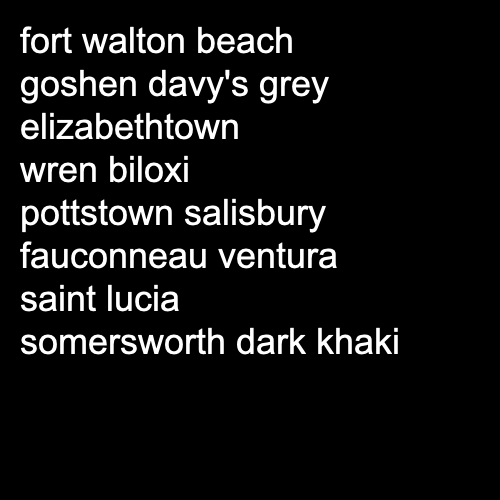 fort walton beach
goshen davy's grey
elizabethtown
wren biloxi
pottstown salisbury
fauconneau ventura
saint lucia
somersworth dark khaki